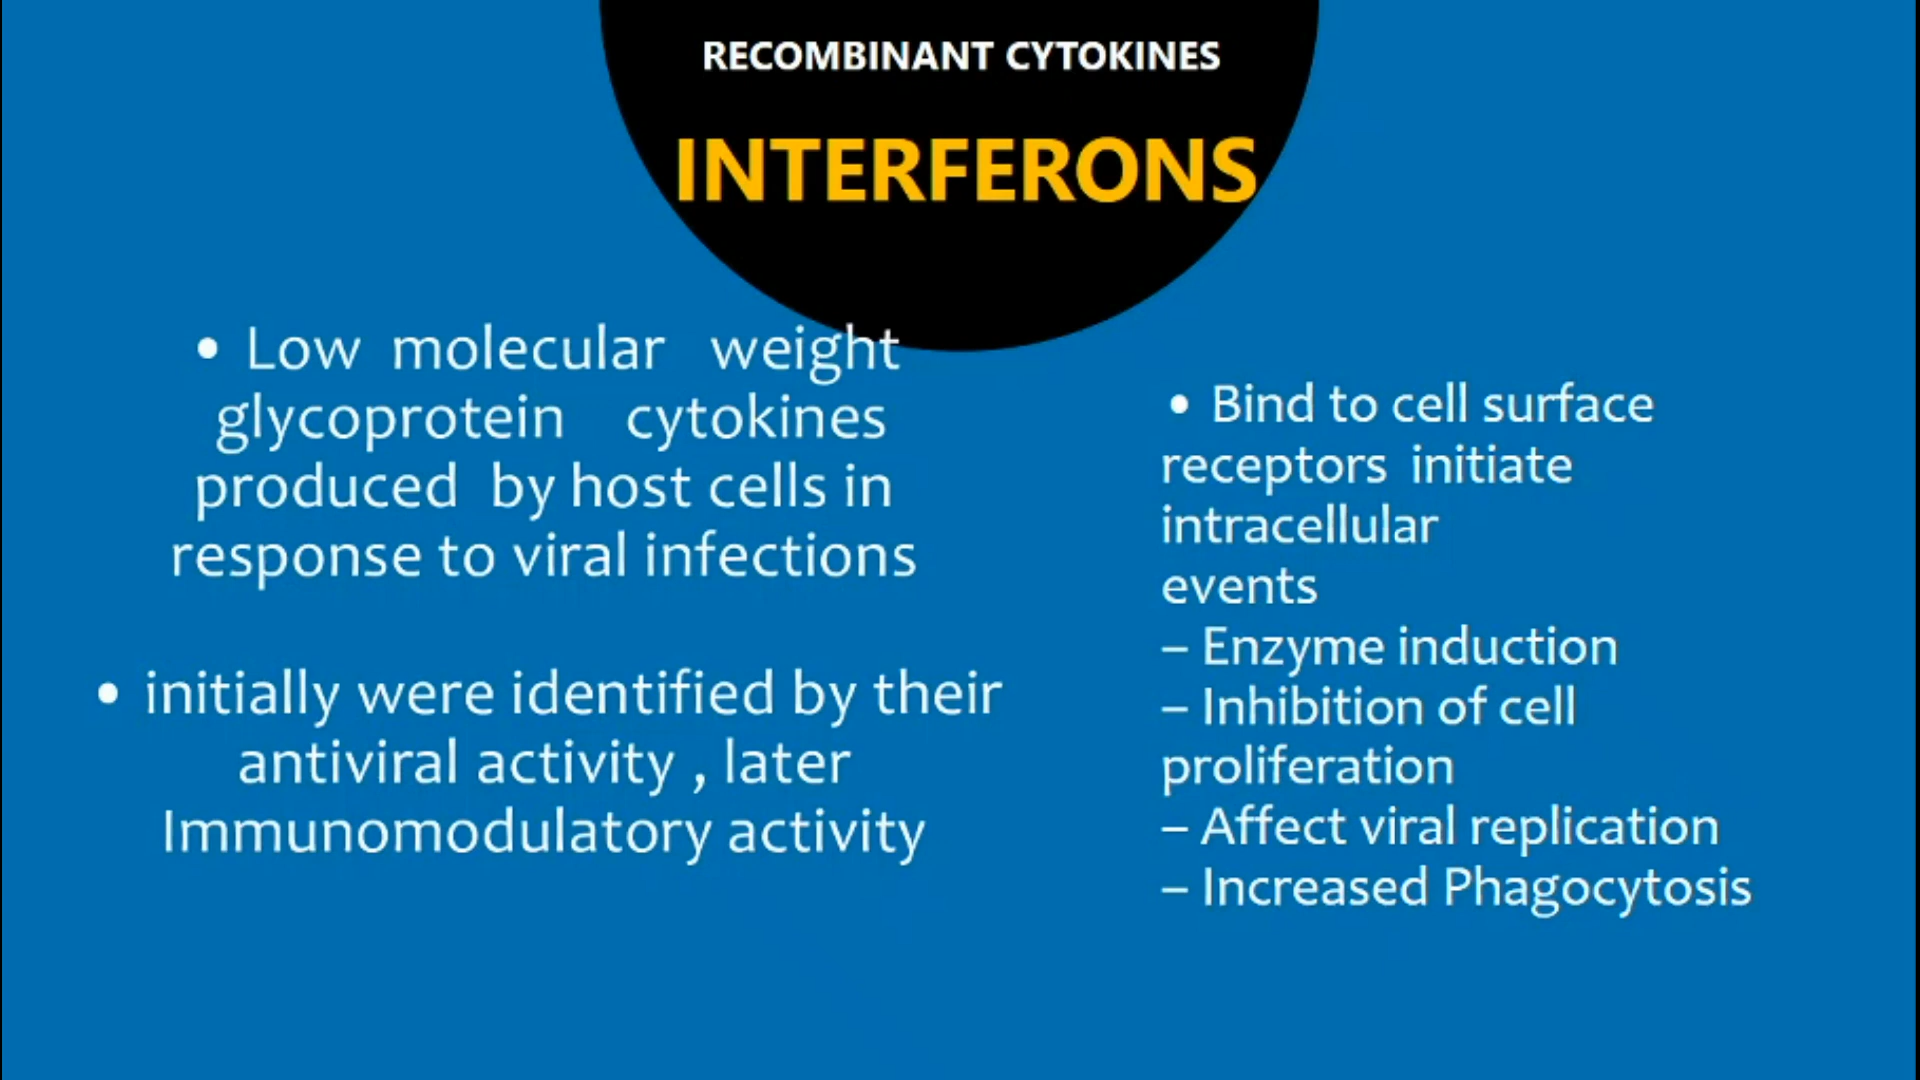 RECOMBINANT CYTOKINES
INTERFERONS
• Low molecular weight
glycoprotein cytokines
produced by host cells in
response to viral infections
• initially were identified by their
antiviral activity , later
Immunomodulatory activity
• Bind to cell surface
receptors initiate
intracellular
events
– Enzyme induction
– Inhibition of cell
proliferation
– Affect viral replication
– Increased Phagocytosis